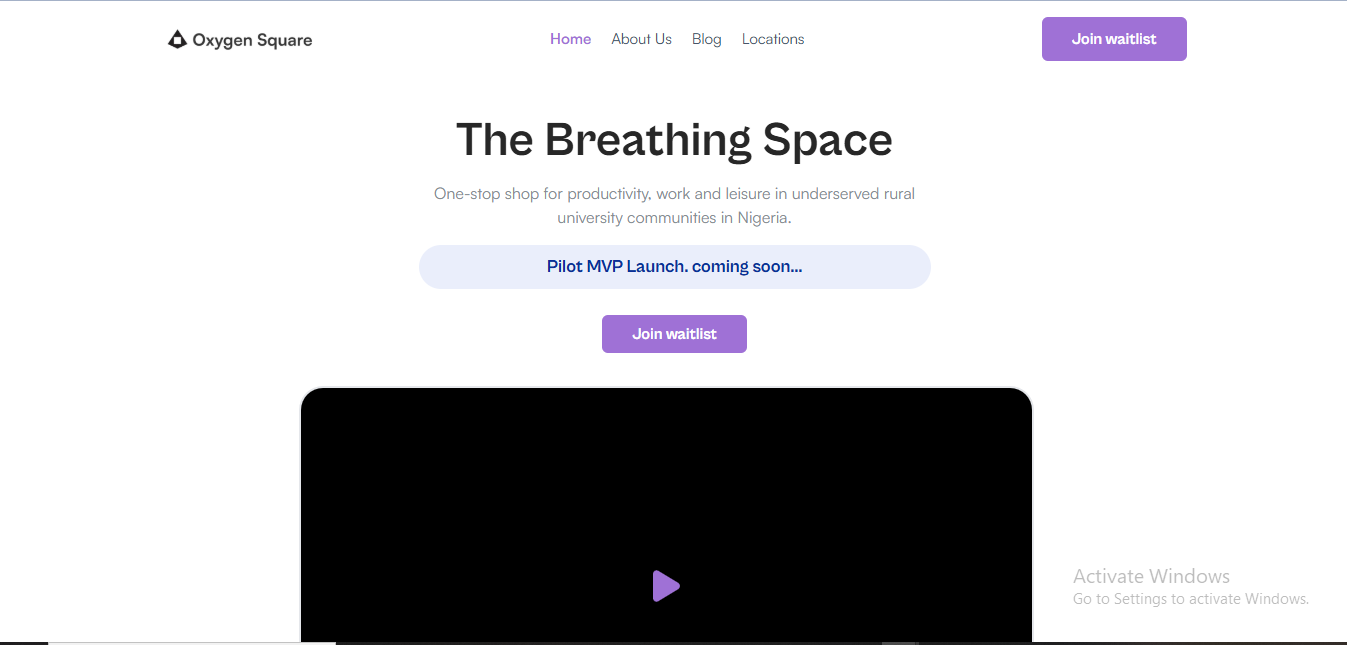 Oxygen Square
Home About Us Blog Locations
Join waitlist
The Breathing Space
One-stop shop for productivity, work and leisure in underserved rural
university communities in Nigeria.
Pilot MVP Launch. coming soon...
Join waitlist
Activate Windows
Go to Settings to activate Windows.